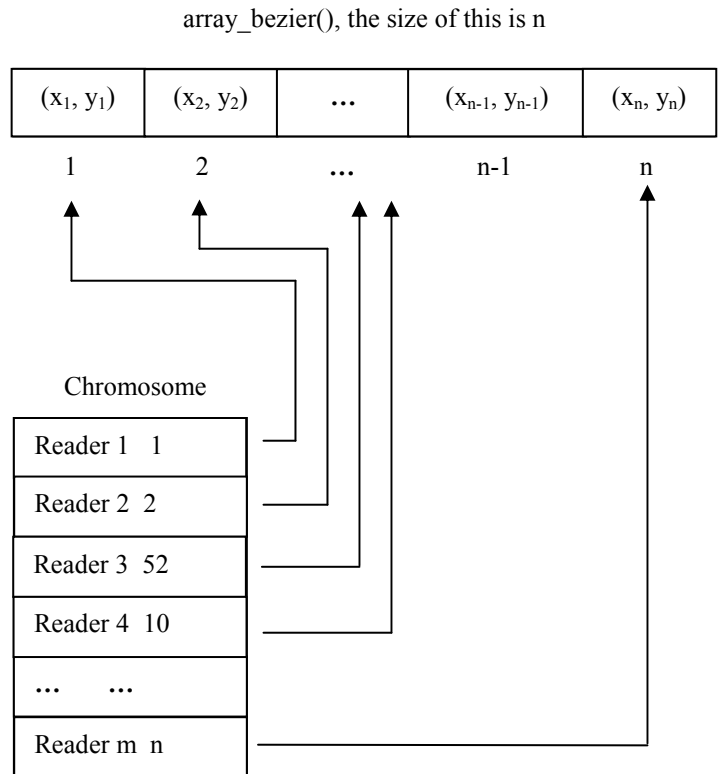 array_bezier(), the size of this is n
(x₁, y₁) (x₂, y₂) ... (xₙ₋₁, yₙ₋₁) (xₙ, yₙ)
1 2 ... n-1 n
Chromosome
Reader 1 1
Reader 2 2
Reader 3 52
Reader 4 10
... ...
Reader m n